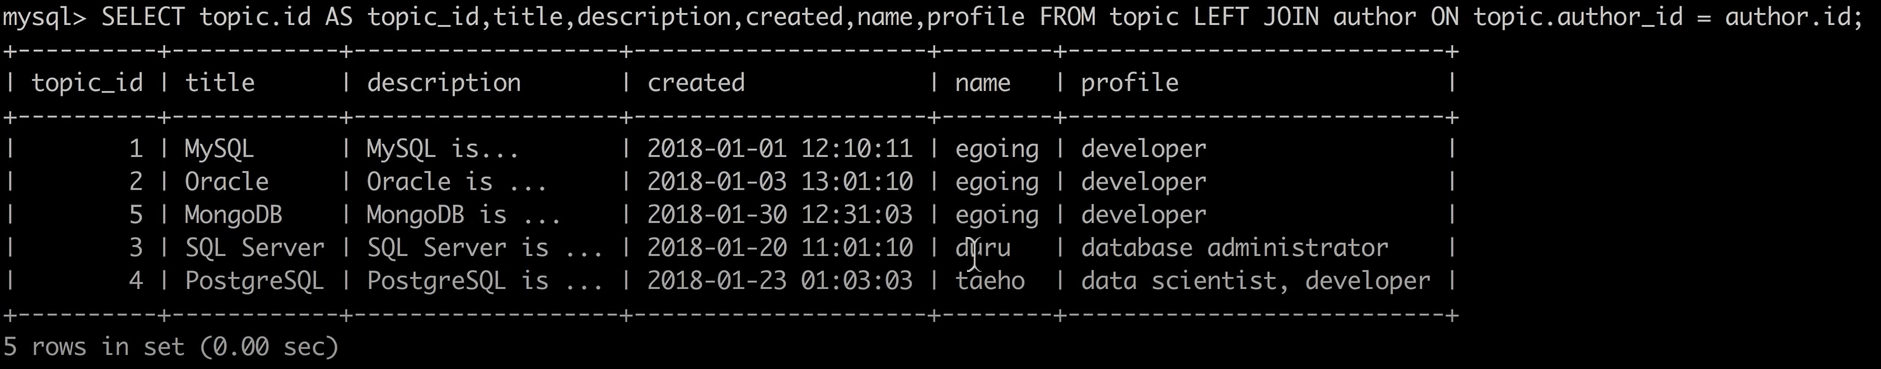 mysql> SELECT topic.id AS topic_id,title,description,created,name,profile FROM topic LEFT JOIN author ON topic.author_id = author.id;
+----------+------------+-------------------+---------------------+--------+---------------------------+
| topic_id | title      | description       | created             | name   | profile                   |
+----------+------------+-------------------+---------------------+--------+---------------------------+
|        1 | MySQL      | MySQL is...       | 2018-01-01 12:10:11 | egoing | developer                 |
|        2 | Oracle     | Oracle is ...     | 2018-01-03 13:01:10 | egoing | developer                 |
|        5 | MongoDB    | MongoDB is ...    | 2018-01-30 12:31:03 | egoing | developer                 |
|        3 | SQL Server | SQL Server is ... | 2018-01-20 11:01:10 | duru   | database administrator    |
|        4 | PostgreSQL | PostgreSQL is ... | 2018-01-23 01:03:03 | taeho  | data scientist, developer |
+----------+------------+-------------------+---------------------+--------+---------------------------+
5 rows in set (0.00 sec)